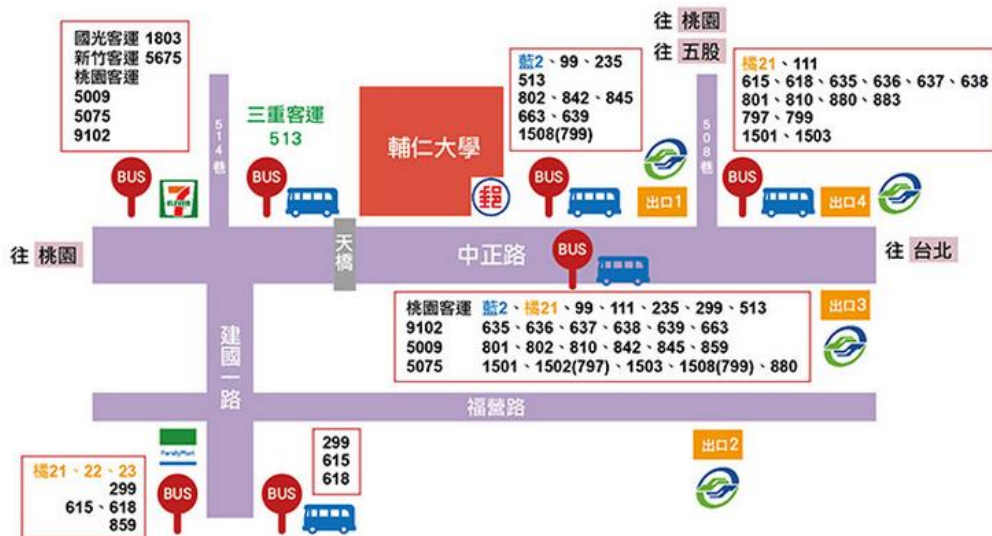 往 桃園
往 五股
國光客運 1803
新竹客運 5675
桃園客運
5009
5075
9102
514巷
三重客運
513
輔仁大學
藍2、99、235
513
802、842、845
663、639
1508(799)
508巷
橘21、111
615、618、635、636、637、638
801、810、880、883
797、799
1501、1503
BUS
7
ELEVEN
BUS
郵
BUS
出口1
BUS
出口4
往 桃園
天橋
中正路
BUS
往 台北
桃園客運 藍2、橘21、99、111、235、299、513
9102 635、636、637、638、639、663
5009 801、802、810、842、845、859
5075 1501、1502(797)、1503、1508(799)、880
出口3
建國一路
福營路
FamilyMart
299
615
618
出口2
橘21、22、23
299
615、618
859
BUS
BUS